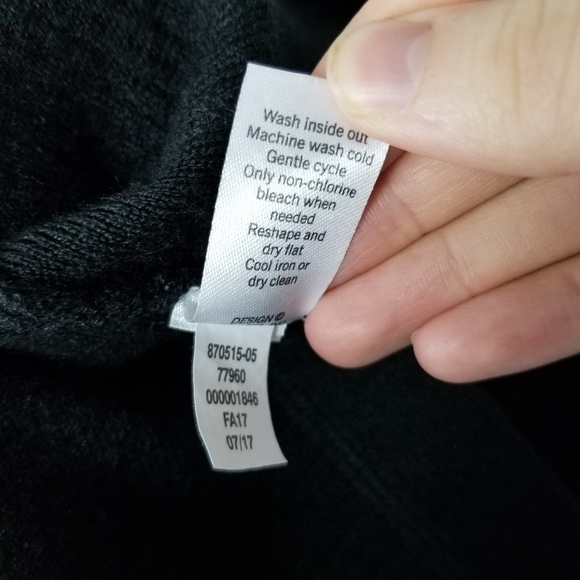 Wash inside out
Machine wash cold
Gentle cycle
Only non-chlorine
bleach when
needed
Reshape and
dry flat
Cool iron or
dry clean
DESIGN
870515-05
77960
000001846
FA17
07/17